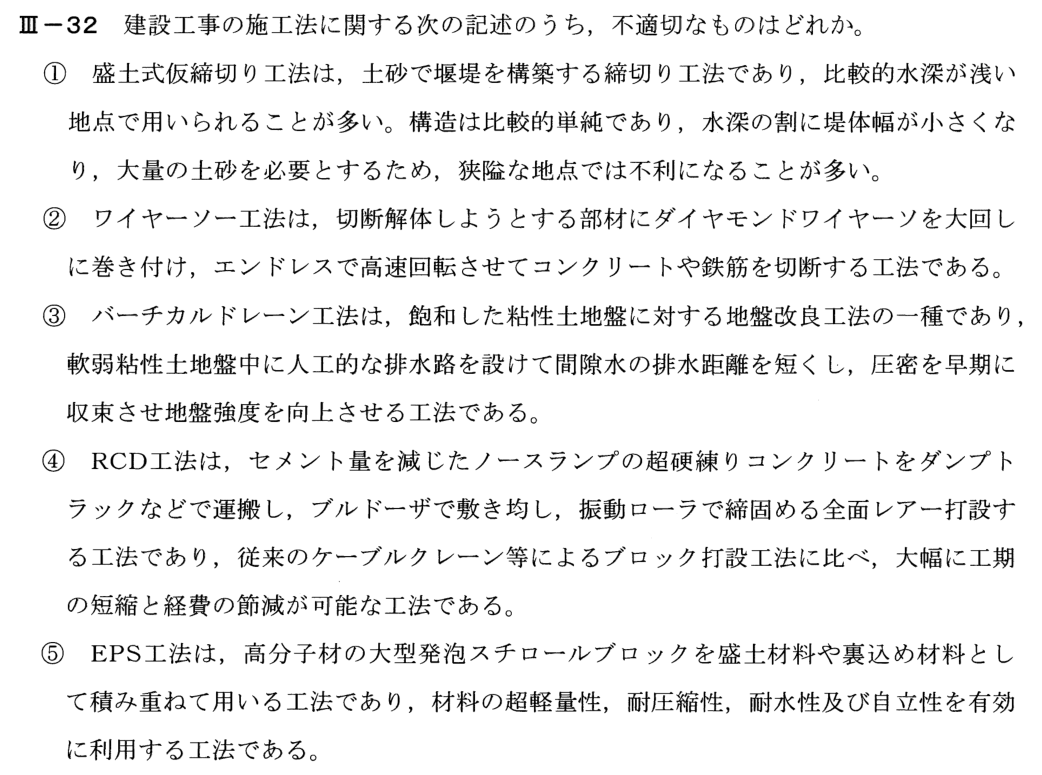 Ⅲ－32 建設工事の施工法に関する次の記述のうち，不適切なものはどれか。
① 盛土式仮締切り工法は，土砂で堰堤を構築する締切り工法であり，比較的水深が浅い
地点で用いられることが多い。構造は比較的単純であり，水深の割に堤体幅が小さくな
り，大量の土砂を必要とするため，狭隘な地点では不利になることが多い。
② ワイヤーソー工法は，切断解体しようとする部材にダイヤモンドワイヤーソを大回し
に巻き付け，エンドレスで高速回転させてコンクリートや鉄筋を切断する工法である。
③ バーチカルドレーン工法は，飽和した粘性土地盤に対する地盤改良工法の一種であり，
軟弱粘性土地盤中に人工的な排水路を設けて間隙水の排水距離を短くし，圧密を早期に
収束させ地盤強度を向上させる工法である。
④ RCD工法は，セメント量を減じたノースランプの超硬練りコンクリートをダンプト
ラックなどで運搬し，ブルドーザで敷き均し，振動ローラで締固める全面レアー打設す
る工法であり，従来のケーブルクレーン等によるブロック打設工法に比べ，大幅に工期
の短縮と経費の節減が可能な工法である。
⑤ EPS工法は，高分子材の大型発泡スチロールブロックを盛土材料や裏込め材料とし
て積み重ねて用いる工法であり，材料の超軽量性，耐圧縮性，耐水性及び自立性を有効
に利用する工法である。